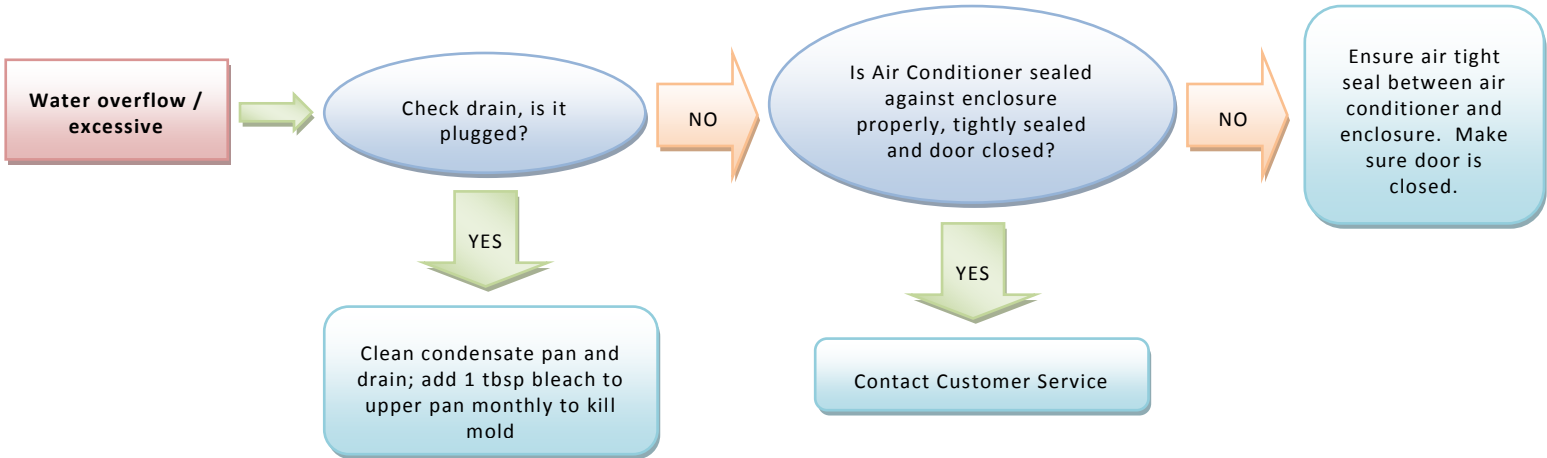 Water overflow /
excessive
Check drain, is it
plugged?
NO
Is Air Conditioner sealed
against enclosure
properly, tightly sealed
and door closed?
NO
Ensure air tight
seal between air
conditioner and
enclosure.  Make
sure door is
closed.
YES
YES
Clean condensate pan and
drain; add 1 tbsp bleach to
upper pan monthly to kill
mold
Contact Customer Service